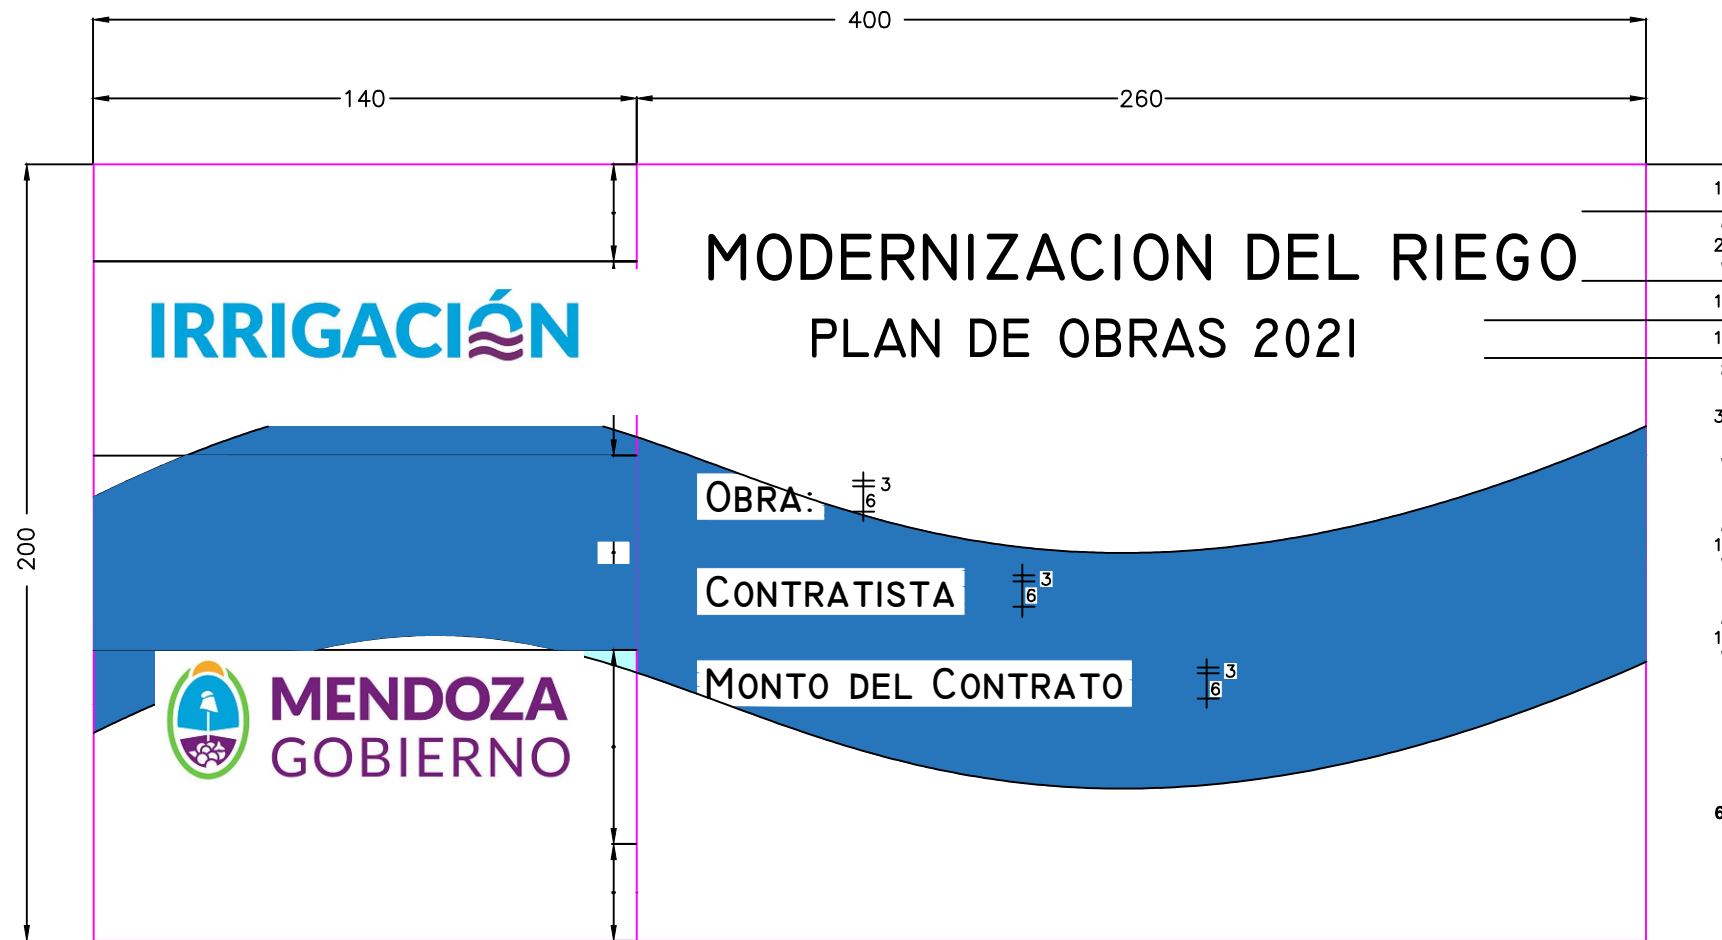 400
140
260
200
MODERNIZACION DEL RIEGO
PLAN DE OBRAS 2021
IRRIGACIÓN
OBRA:
3
6
CONTRATISTA
3
6
MONTO DEL CONTRATO
3
6
MENDOZA
GOBIERNO